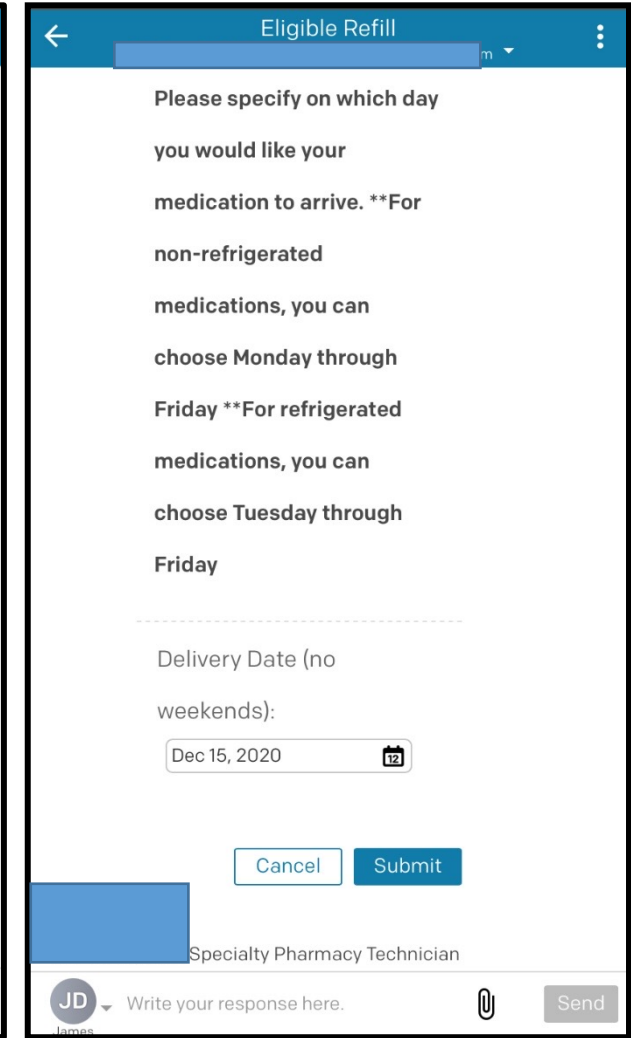 Eligible Refill
m
Please specify on which day
you would like your
medication to arrive. **For
non-refrigerated
medications, you can
choose Monday through
Friday **For refrigerated
medications, you can
choose Tuesday through
Friday
Delivery Date (no
weekends):
Dec 15, 2020
12
Cancel Submit
Specialty Pharmacy Technician
JD Write your response here. Send
James